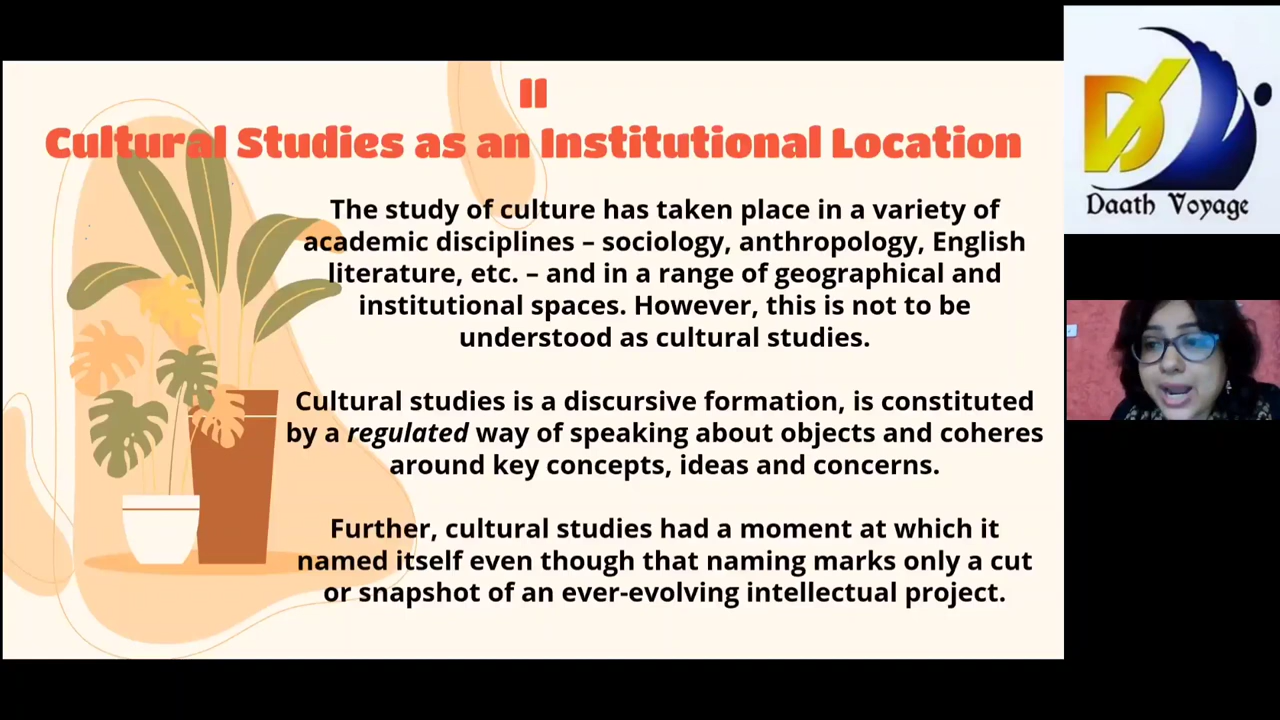 II
Cultural Studies as an Institutional Location
The study of culture has taken place in a variety of
academic disciplines – sociology, anthropology, English
literature, etc. – and in a range of geographical and
institutional spaces. However, this is not to be
understood as cultural studies.
Cultural studies is a discursive formation, is constituted
by a regulated way of speaking about objects and coheres
around key concepts, ideas and concerns.
Further, cultural studies had a moment at which it
named itself even though that naming marks only a cut
or snapshot of an ever-evolving intellectual project.
DV
Daath Voyage